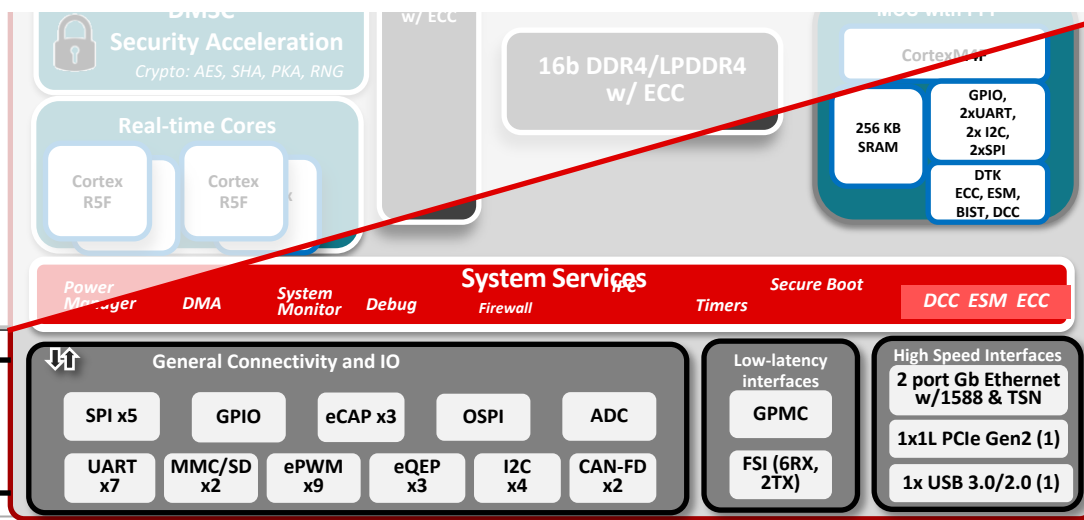 DMSC
Security Acceleration
Crypto: AES, SHA, PKA, RNG
w/ ECC
16b DDR4/LPDDR4
w/ ECC
Real-time Cores
Cortex
R5F
Cortex
R5F
256 KB
SRAM
GPIO,
2xUART,
2x I2C,
2xSPI
DTK
ECC, ESM,
BIST, DCC
System Services
Power
Manager
DMA
System
Monitor
Debug
Firewall
IPC
Timers
Secure Boot
DCC ESM ECC
General Connectivity and IO
SPI x5
GPIO
eCAP x3
OSPI
ADC
UART
x7
MMC/SD
x2
ePWM
x9
eQEP
x3
I2C
x4
CAN-FD
x2
Low-latency
interfaces
GPMC
FSI (6RX,
2TX)
High Speed Interfaces
2 port Gb Ethernet
w/1588 & TSN
1x1L PCIe Gen2 (1)
1x USB 3.0/2.0 (1)